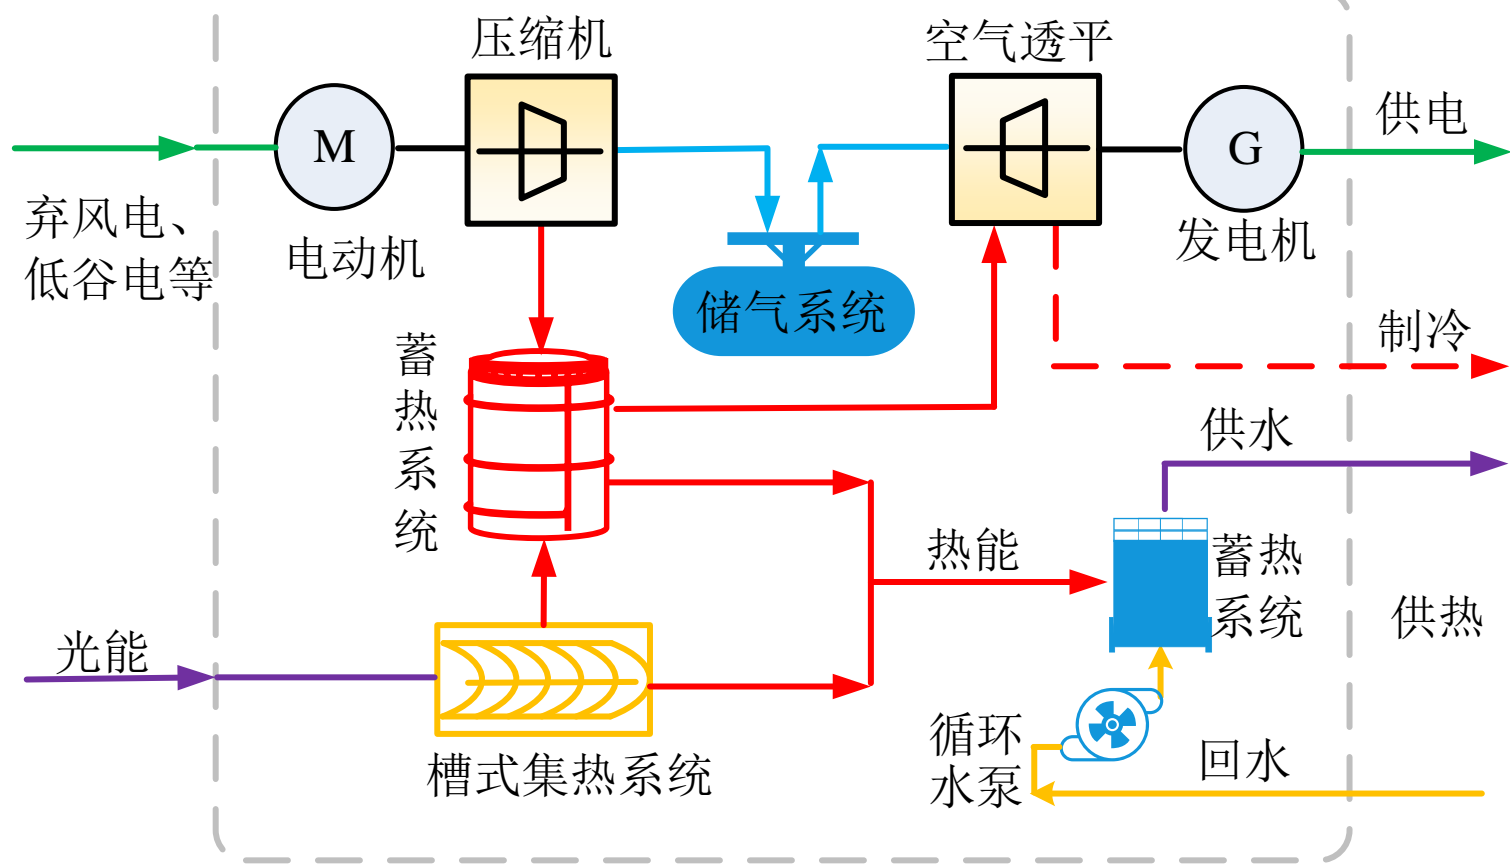 压缩机
空气透平
供电
M
G
弃风电、
低谷电等
电动机
发电机
储气系统
制冷
蓄热系统
供水
热能
蓄热
系统
供热
光能
槽式集热系统
循环
水泵
回水